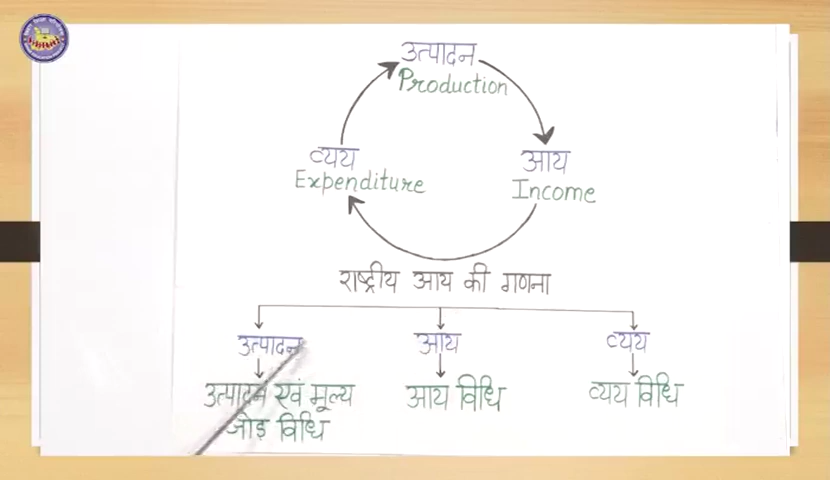 उत्पादन
Production
व्यय
Expenditure
आय
Income
राष्ट्रीय आय की गणना
उत्पादन आय व्यय
उत्पादन एवं मूल्य जोड़ विधि
आय विधि
व्यय विधि